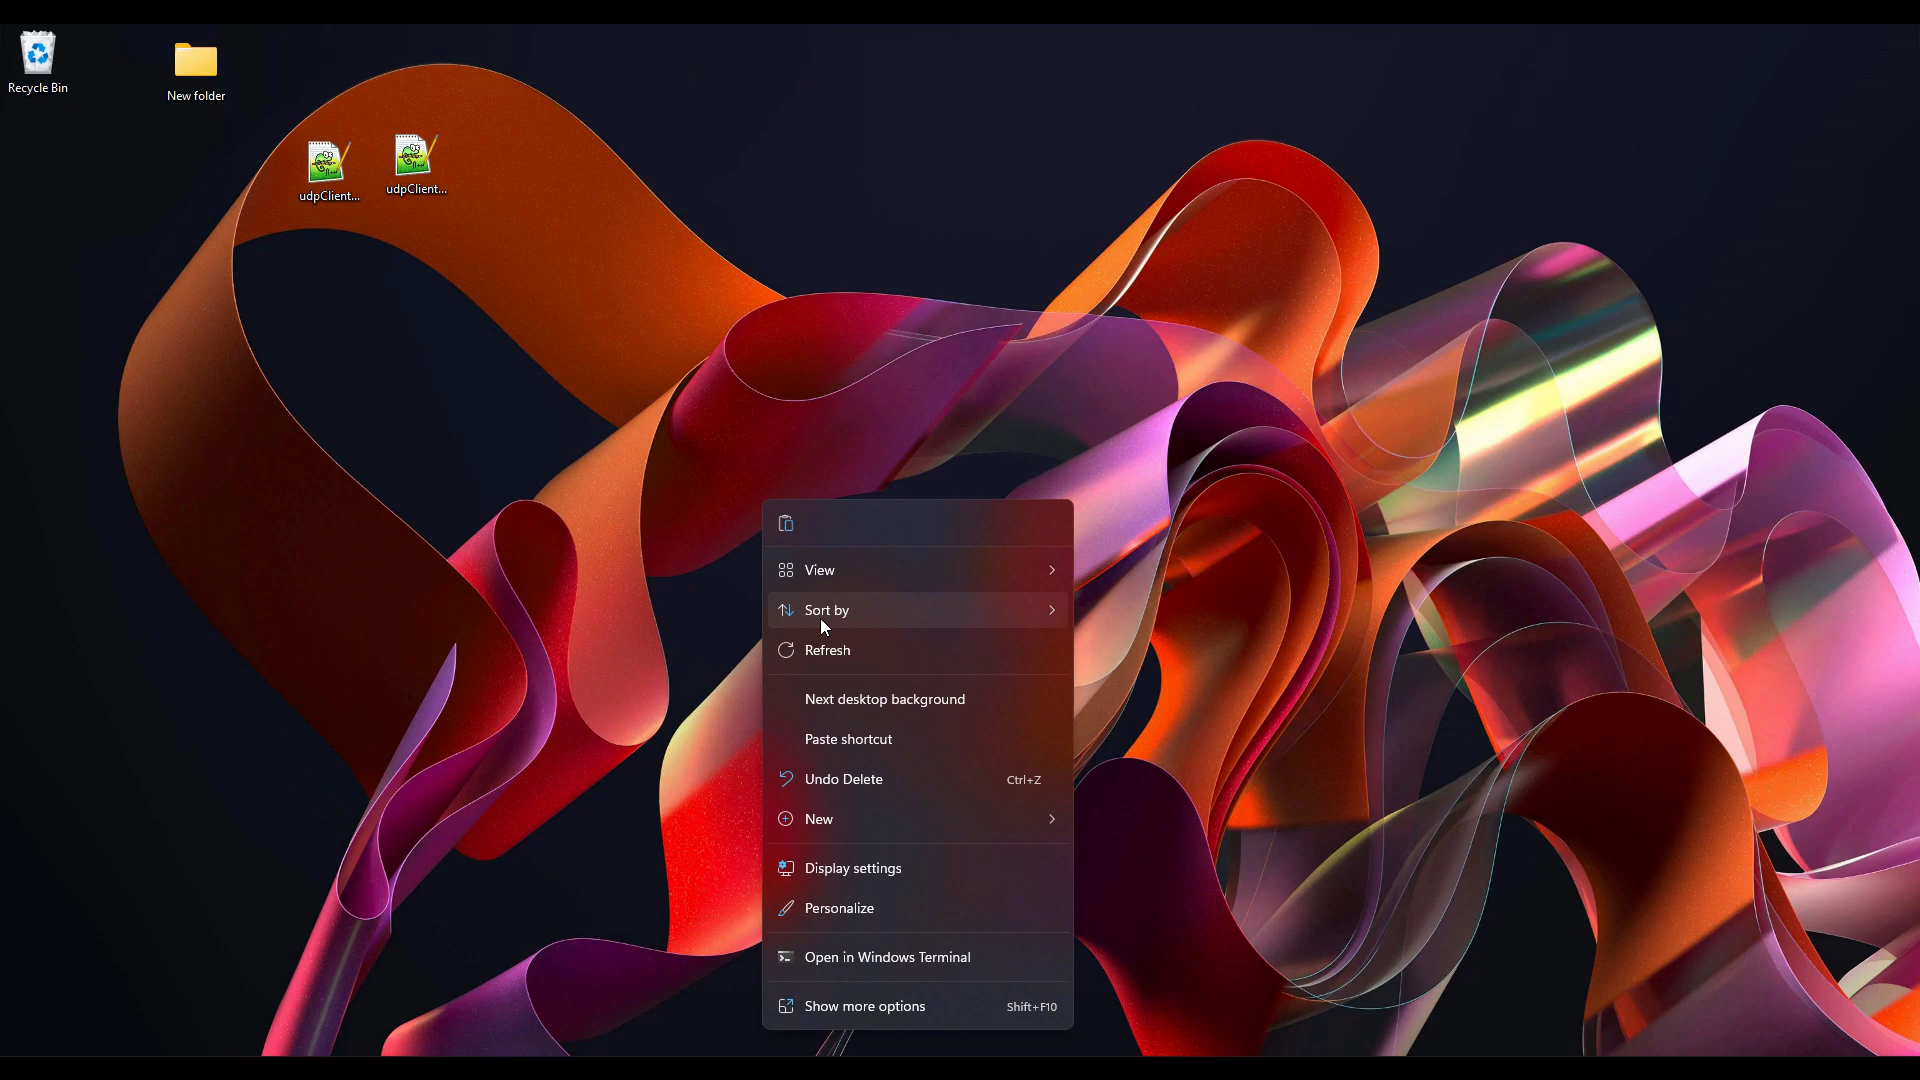 Recycle Bin
New folder
udpClient...
udpClient...
View
Sort by
Refresh
Next desktop background
Paste shortcut
Undo Delete Ctrl+Z
New
Display settings
Personalize
Open in Windows Terminal
Show more options Shift+F10